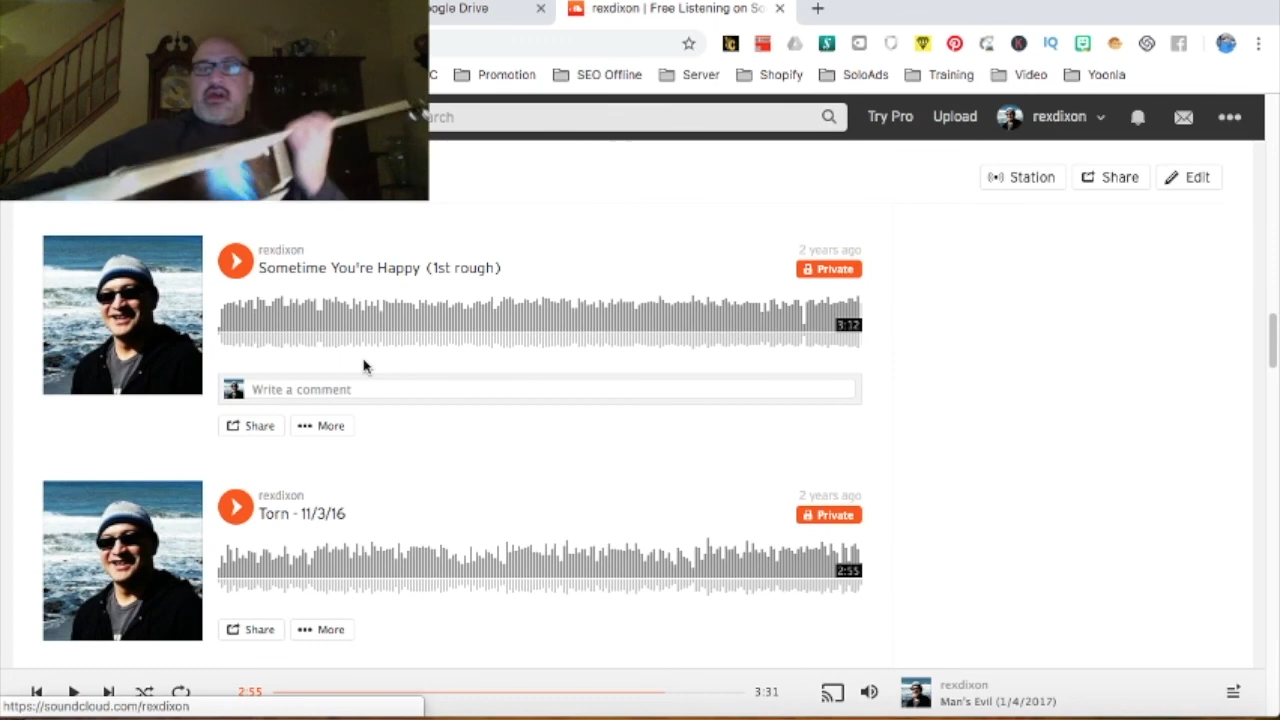 ogle Drive
rexdixon | Free Listening on So
C Promotion SEO Offline Server Shopify SoloAds Training Video Yoonla
arch Try Pro Upload rexdixon
Station Share Edit
rexdixon 2 years ago
Sometime You're Happy (1st rough) Private
3:12
Write a comment
Share More
rexdixon 2 years ago
Torn - 11/3/16 Private
2:55
Share More
2:55 3:31 rexdixon
Man's Evil (1/4/2017)
https://soundcloud.com/rexdixon